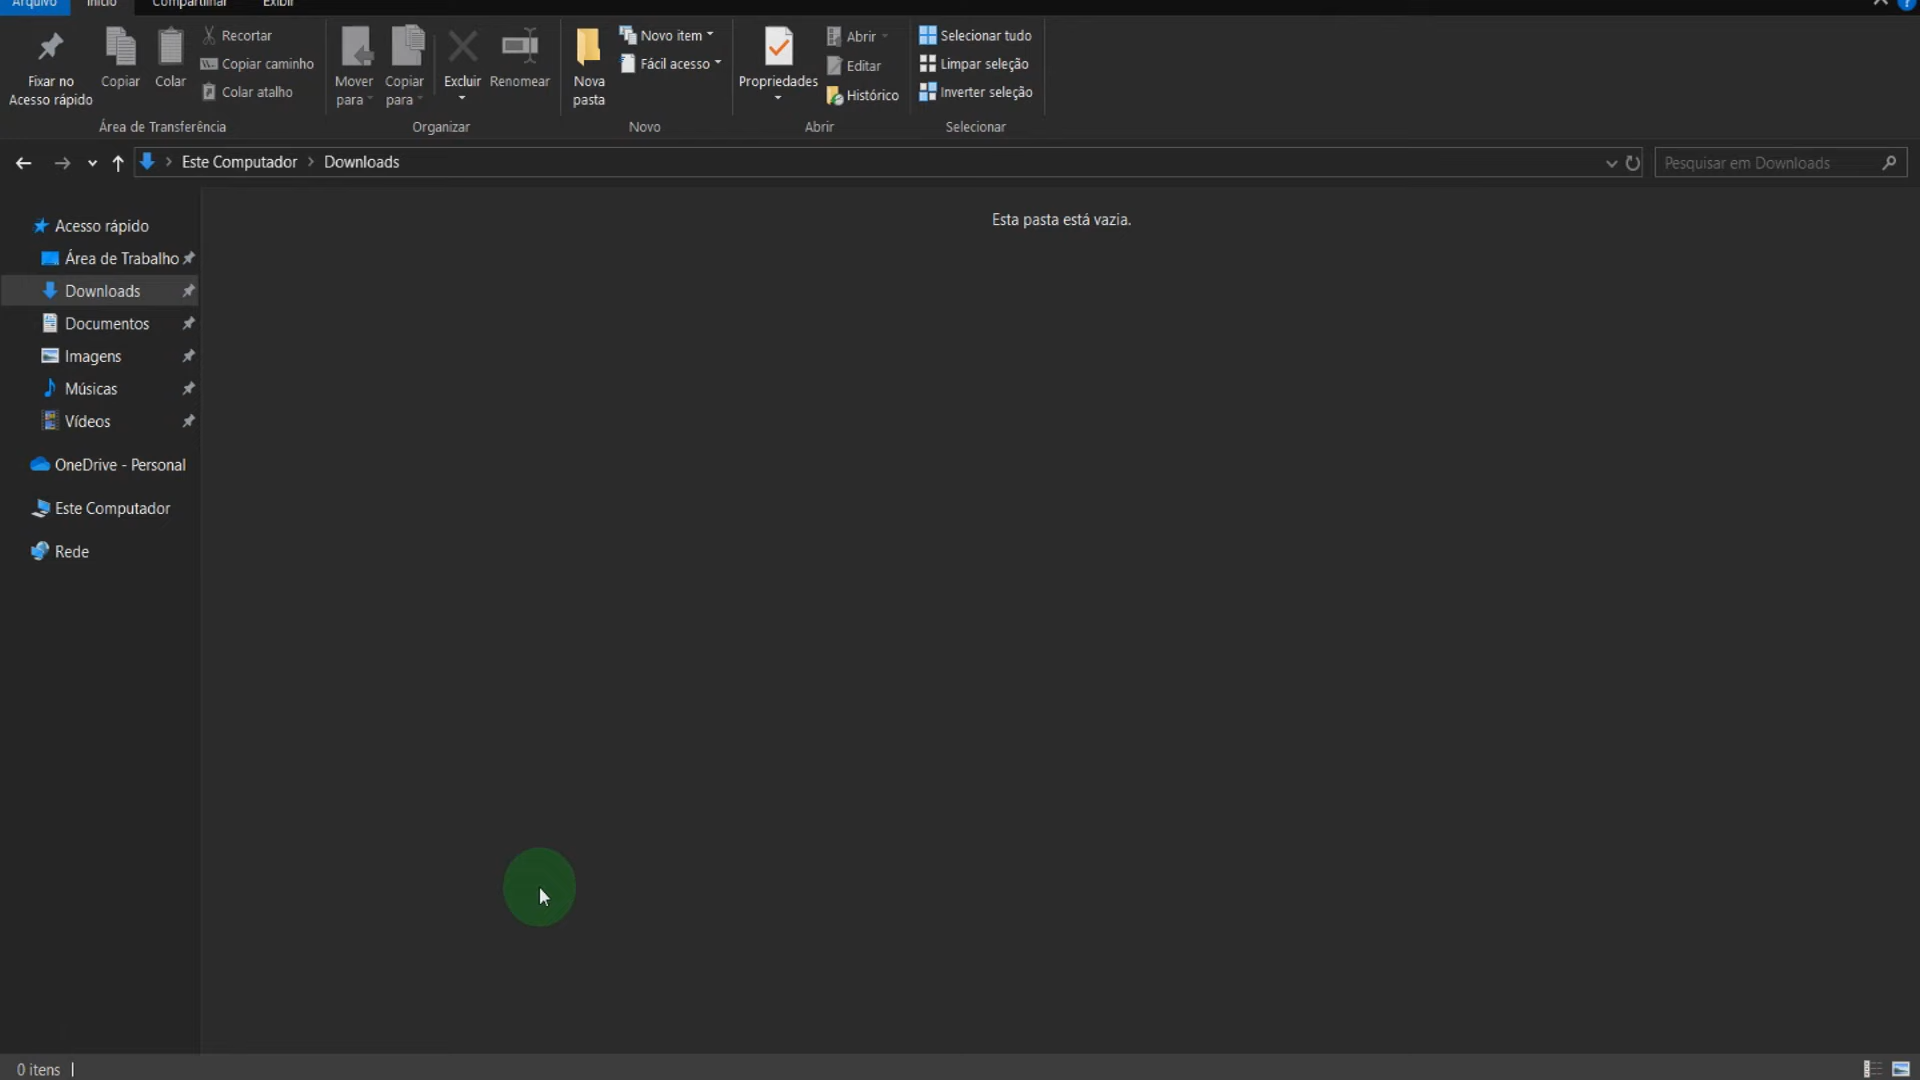 Arquivo Início Compartilhar Exibir
Fixar no
Acesso rápido
Copiar
Colar
Recortar
Copiar caminho
Colar atalho
Área de Transferência
Mover
para
Copiar
para
Excluir
Renomear
Organizar
Nova
pasta
Novo item
Fácil acesso
Novo
Propriedades
Abrir
Editar
Histórico
Abrir
Selecionar tudo
Limpar seleção
Inverter seleção
Selecionar
Este Computador > Downloads
Pesquisar em Downloads
Esta pasta está vazia.
Acesso rápido
Área de Trabalho
Downloads
Documentos
Imagens
Músicas
Vídeos
OneDrive - Personal
Este Computador
Rede
0 itens